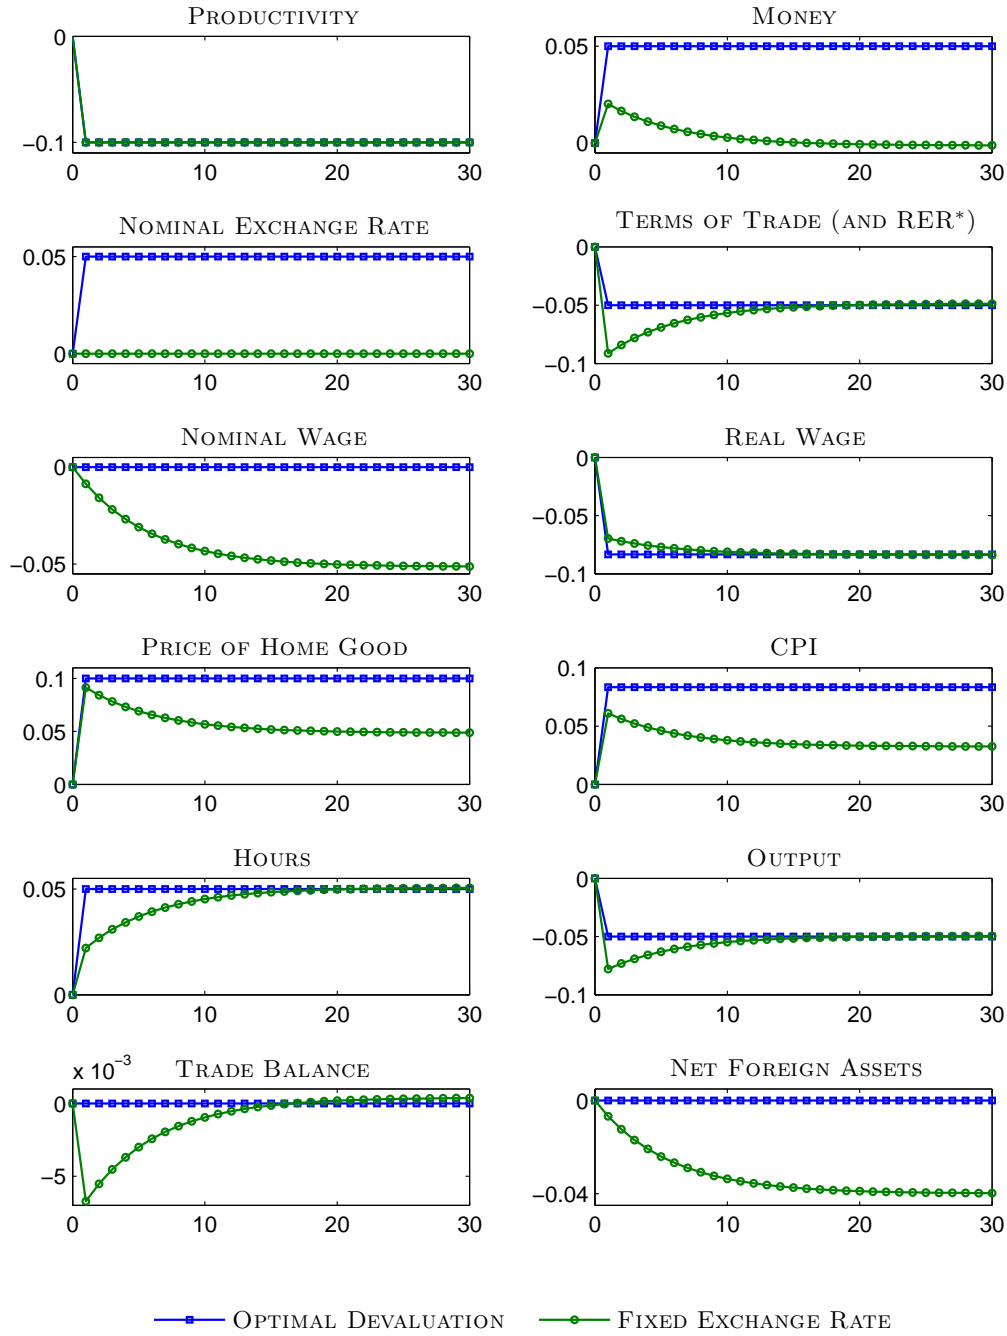 PRODUCTIVITY
0
−0.1
0 10 20 30
MONEY
0.05
0
0 10 20 30
NOMINAL EXCHANGE RATE
0.05
0
0 10 20 30
TERMS OF TRADE (AND RER*)
0
−0.05
−0.1
0 10 20 30
NOMINAL WAGE
0
−0.05
0 10 20 30
REAL WAGE
0
−0.05
−0.1
0 10 20 30
PRICE OF HOME GOOD
0.1
0.05
0
0 10 20 30
CPI
0.1
0.05
0
0 10 20 30
HOURS
0.05
0
0 10 20 30
OUTPUT
0
−0.05
−0.1
0 10 20 30
x 10⁻³ TRADE BALANCE
0
−5
0 10 20 30
NET FOREIGN ASSETS
0
−0.04
0 10 20 30
OPTIMAL DEVALUATION FIXED EXCHANGE RATE